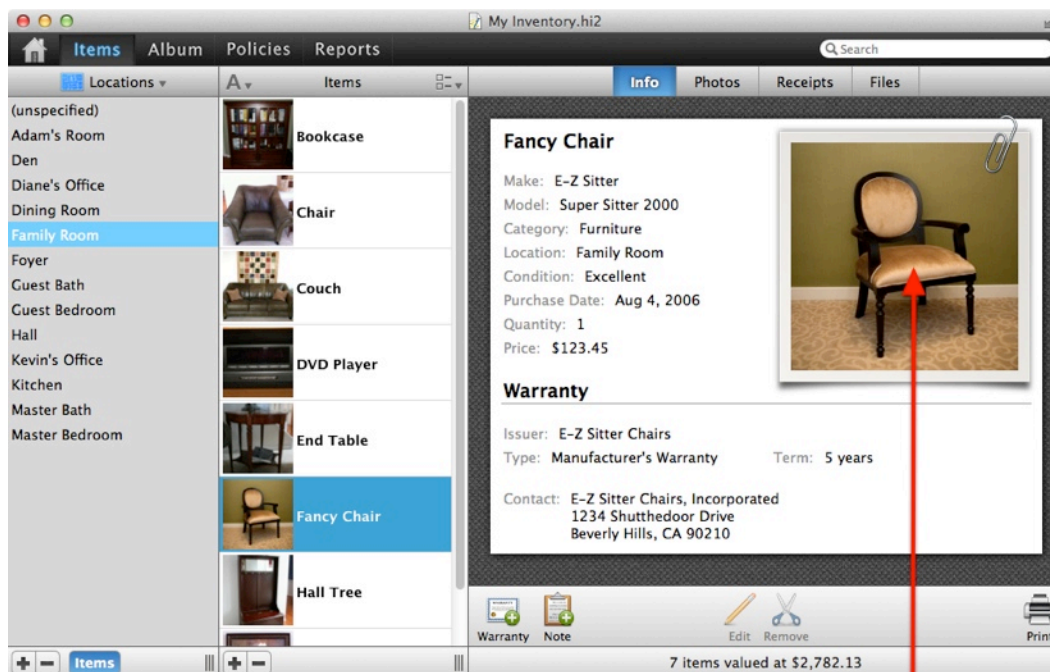 My Inventory.hi2
Items Album Policies Reports
Search
Locations
A Items
Info Photos Receipts Files
(unspecified)
Adam's Room
Den
Diane's Office
Dining Room
Family Room
Foyer
Guest Bath
Guest Bedroom
Hall
Kevin's Office
Kitchen
Master Bath
Master Bedroom
Bookcase
Chair
Couch
DVD Player
End Table
Fancy Chair
Hall Tree
Fancy Chair
Make: E-Z Sitter
Model: Super Sitter 2000
Category: Furniture
Location: Family Room
Condition: Excellent
Purchase Date: Aug 4, 2006
Quantity: 1
Price: $123.45
Warranty
Issuer: E-Z Sitter Chairs
Type: Manufacturer's Warranty Term: 5 years
Contact: E-Z Sitter Chairs, Incorporated
1234 Shutthedoor Drive
Beverly Hills, CA 90210
Warranty Note Edit Remove Print
Items
7 items valued at $2,782.13